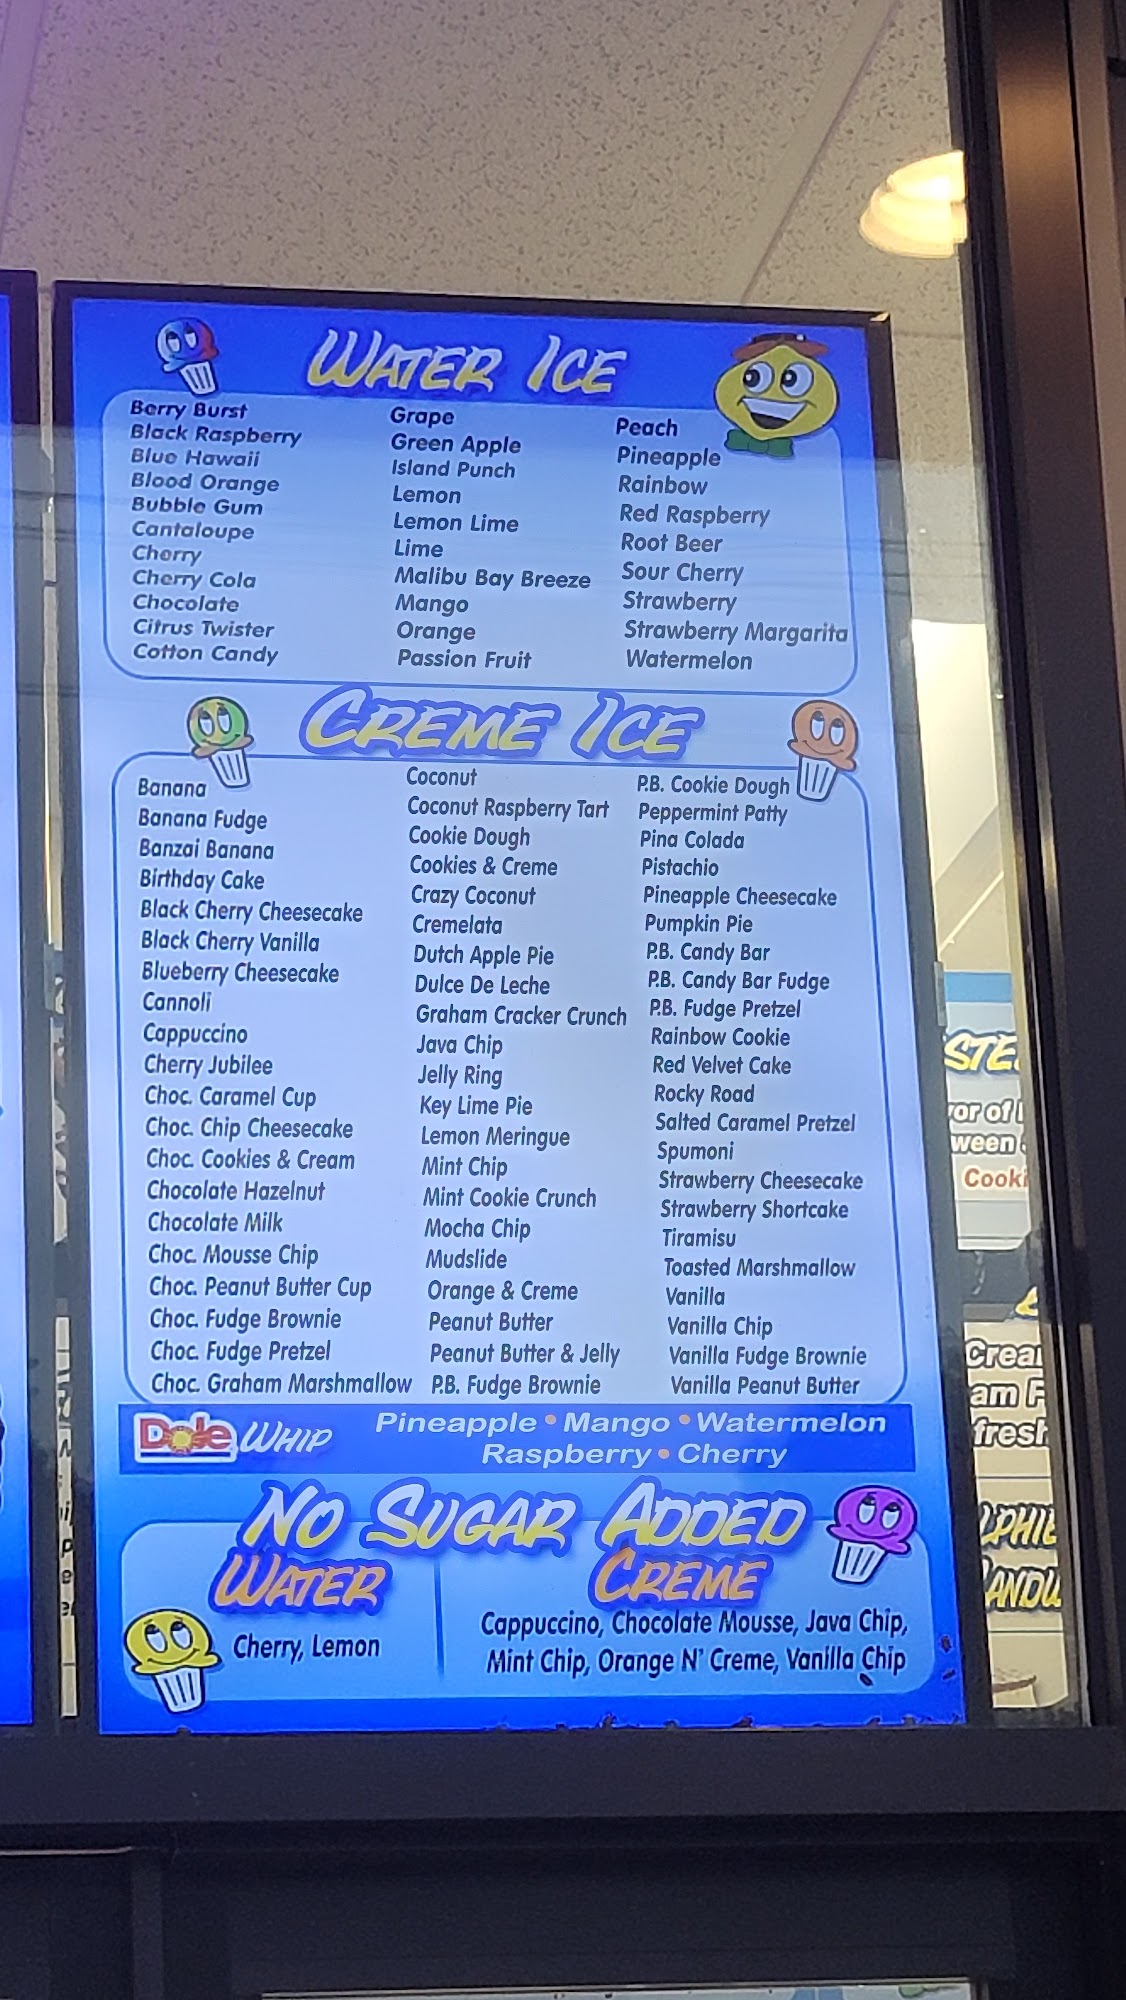 WATER ICE
Berry Burst
Black Raspberry
Blue Hawaii
Blood Orange
Bubble Gum
Cantaloupe
Cherry
Cherry Cola
Chocolate
Citrus Twister
Cotton Candy
Grape
Green Apple
Island Punch
Lemon
Lemon Lime
Lime
Malibu Bay Breeze
Mango
Orange
Passion Fruit
Peach
Pineapple
Rainbow
Red Raspberry
Root Beer
Sour Cherry
Strawberry
Strawberry Margarita
Watermelon
CREME ICE
Banana
Banana Fudge
Banzai Banana
Birthday Cake
Black Cherry Cheesecake
Black Cherry Vanilla
Blueberry Cheesecake
Cannoli
Cappuccino
Cherry Jubilee
Choc. Caramel Cup
Choc. Chip Cheesecake
Choc. Cookies & Cream
Chocolate Hazelnut
Chocolate Milk
Choc. Mousse Chip
Choc. Peanut Butter Cup
Choc. Fudge Brownie
Choc. Fudge Pretzel
Choc. Graham Marshmallow
Coconut
Coconut Raspberry Tart
Cookie Dough
Cookies & Creme
Crazy Coconut
Cremelata
Dutch Apple Pie
Dulce De Leche
Graham Cracker Crunch
Java Chip
Jelly Ring
Key Lime Pie
Lemon Meringue
Mint Chip
Mint Cookie Crunch
Mocha Chip
Mudslide
Orange & Creme
Peanut Butter
Peanut Butter & Jelly
P.B. Fudge Brownie
P.B. Cookie Dough
Peppermint Patty
Pina Colada
Pistachio
Pineapple Cheesecake
Pumpkin Pie
P.B. Candy Bar
P.B. Candy Bar Fudge
P.B. Fudge Pretzel
Rainbow Cookie
Red Velvet Cake
Rocky Road
Salted Caramel Pretzel
Spumoni
Strawberry Cheesecake
Strawberry Shortcake
Tiramisu
Toasted Marshmallow
Vanilla
Vanilla Chip
Vanilla Fudge Brownie
Vanilla Peanut Butter
Dole WHIP
Pineapple • Mango • Watermelon
Raspberry • Cherry
NO SUGAR ADDED
WATER
Cherry, Lemon
CREME
Cappuccino, Chocolate Mousse, Java Chip,
Mint Chip, Orange N' Creme, Vanilla Chip